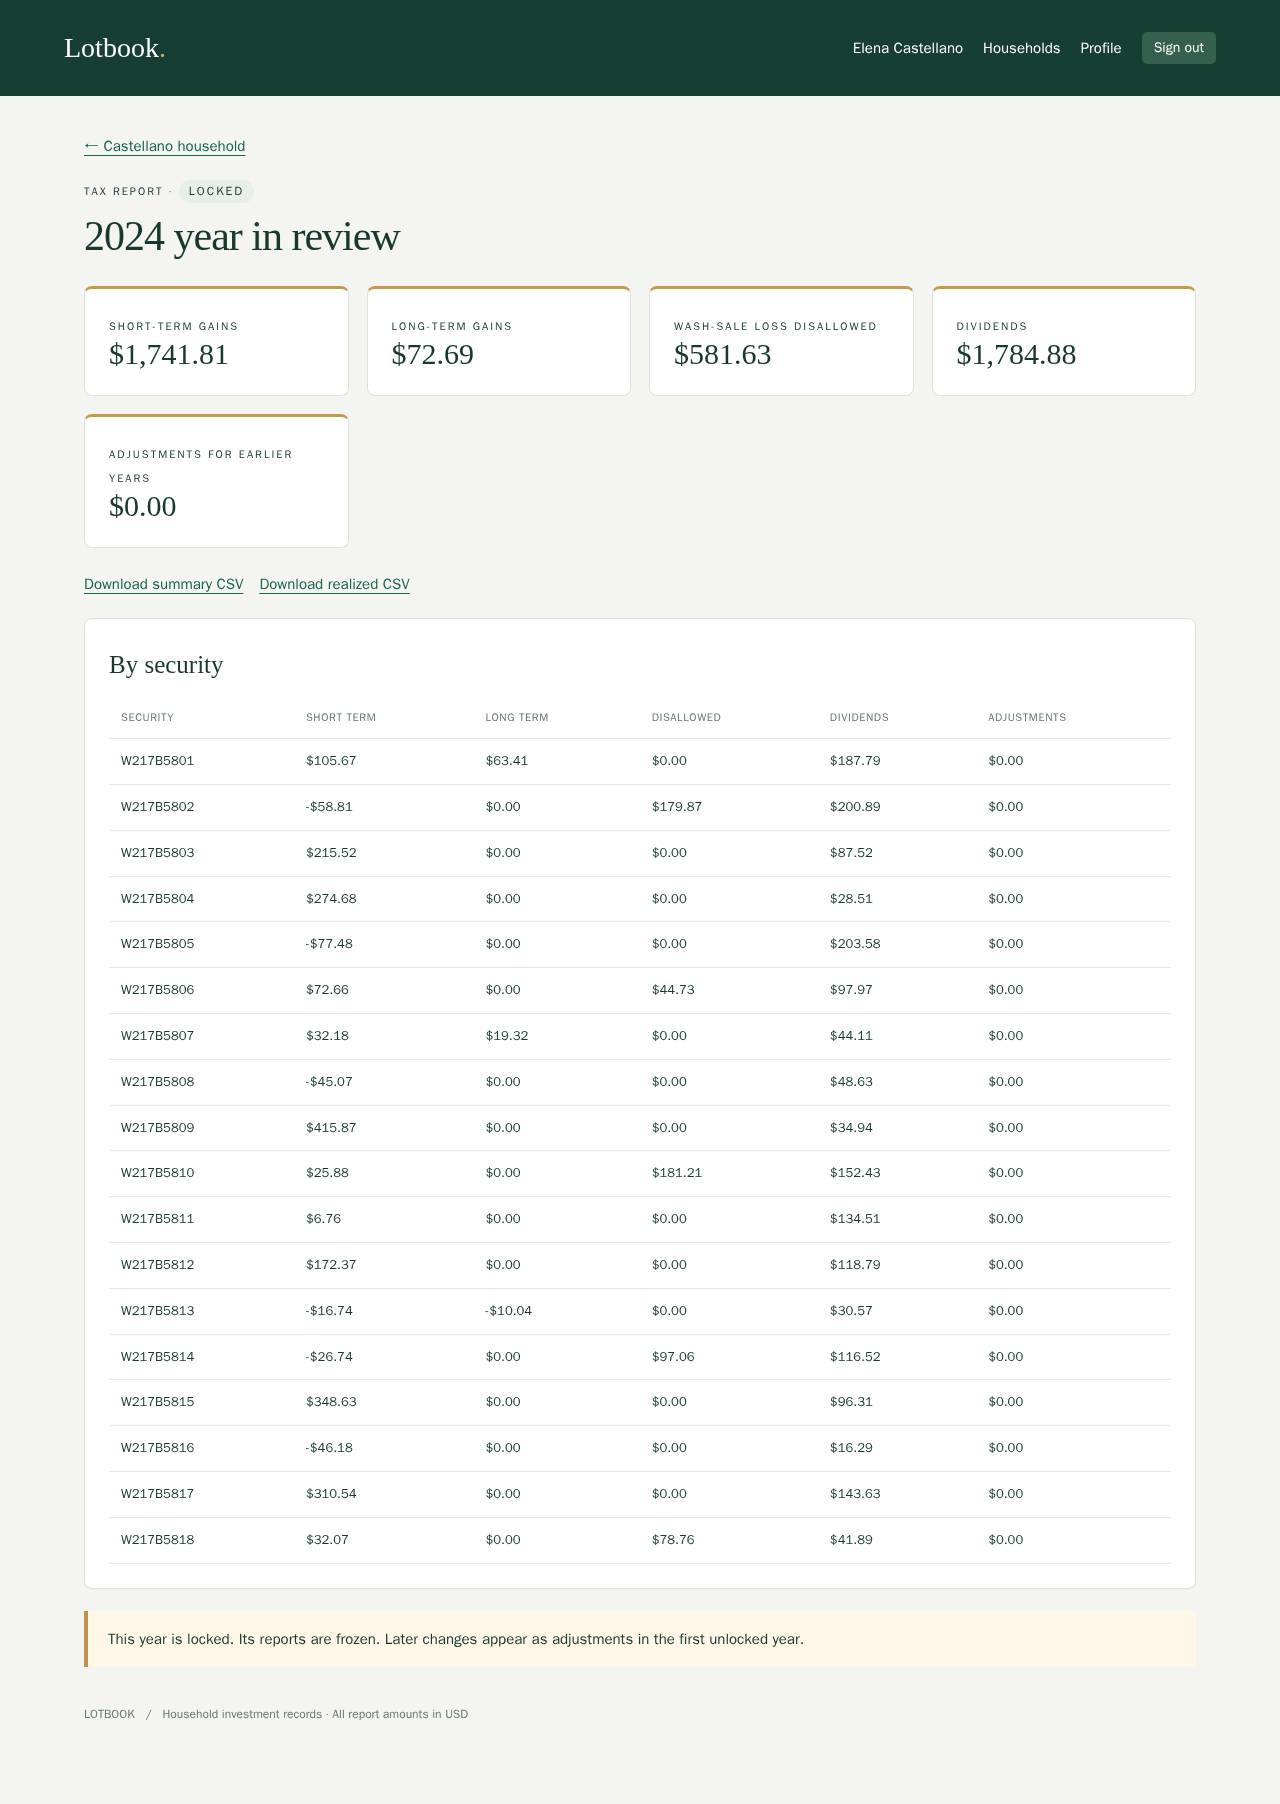 Lotbook.
Elena Castellano Households Profile Sign out
← Castellano household
TAX REPORT · LOCKED
2024 year in review
SHORT-TERM GAINS
$1,741.81
LONG-TERM GAINS
$72.69
WASH-SALE LOSS DISALLOWED
$581.63
DIVIDENDS
$1,784.88
ADJUSTMENTS FOR EARLIER
YEARS
$0.00
Download summary CSV Download realized CSV
By security
SECURITY SHORT TERM LONG TERM DISALLOWED DIVIDENDS ADJUSTMENTS
W217B5801 $105.67 $63.41 $0.00 $187.79 $0.00
W217B5802 -$58.81 $0.00 $179.87 $200.89 $0.00
W217B5803 $215.52 $0.00 $0.00 $87.52 $0.00
W217B5804 $274.68 $0.00 $0.00 $28.51 $0.00
W217B5805 -$77.48 $0.00 $0.00 $203.58 $0.00
W217B5806 $72.66 $0.00 $44.73 $97.97 $0.00
W217B5807 $32.18 $19.32 $0.00 $44.11 $0.00
W217B5808 -$45.07 $0.00 $0.00 $48.63 $0.00
W217B5809 $415.87 $0.00 $0.00 $34.94 $0.00
W217B5810 $25.88 $0.00 $181.21 $152.43 $0.00
W217B5811 $6.76 $0.00 $0.00 $134.51 $0.00
W217B5812 $172.37 $0.00 $0.00 $118.79 $0.00
W217B5813 -$16.74 -$10.04 $0.00 $30.57 $0.00
W217B5814 -$26.74 $0.00 $97.06 $116.52 $0.00
W217B5815 $348.63 $0.00 $0.00 $96.31 $0.00
W217B5816 -$46.18 $0.00 $0.00 $16.29 $0.00
W217B5817 $310.54 $0.00 $0.00 $143.63 $0.00
W217B5818 $32.07 $0.00 $78.76 $41.89 $0.00
This year is locked. Its reports are frozen. Later changes appear as adjustments in the first unlocked year.
LOTBOOK / Household investment records · All report amounts in USD